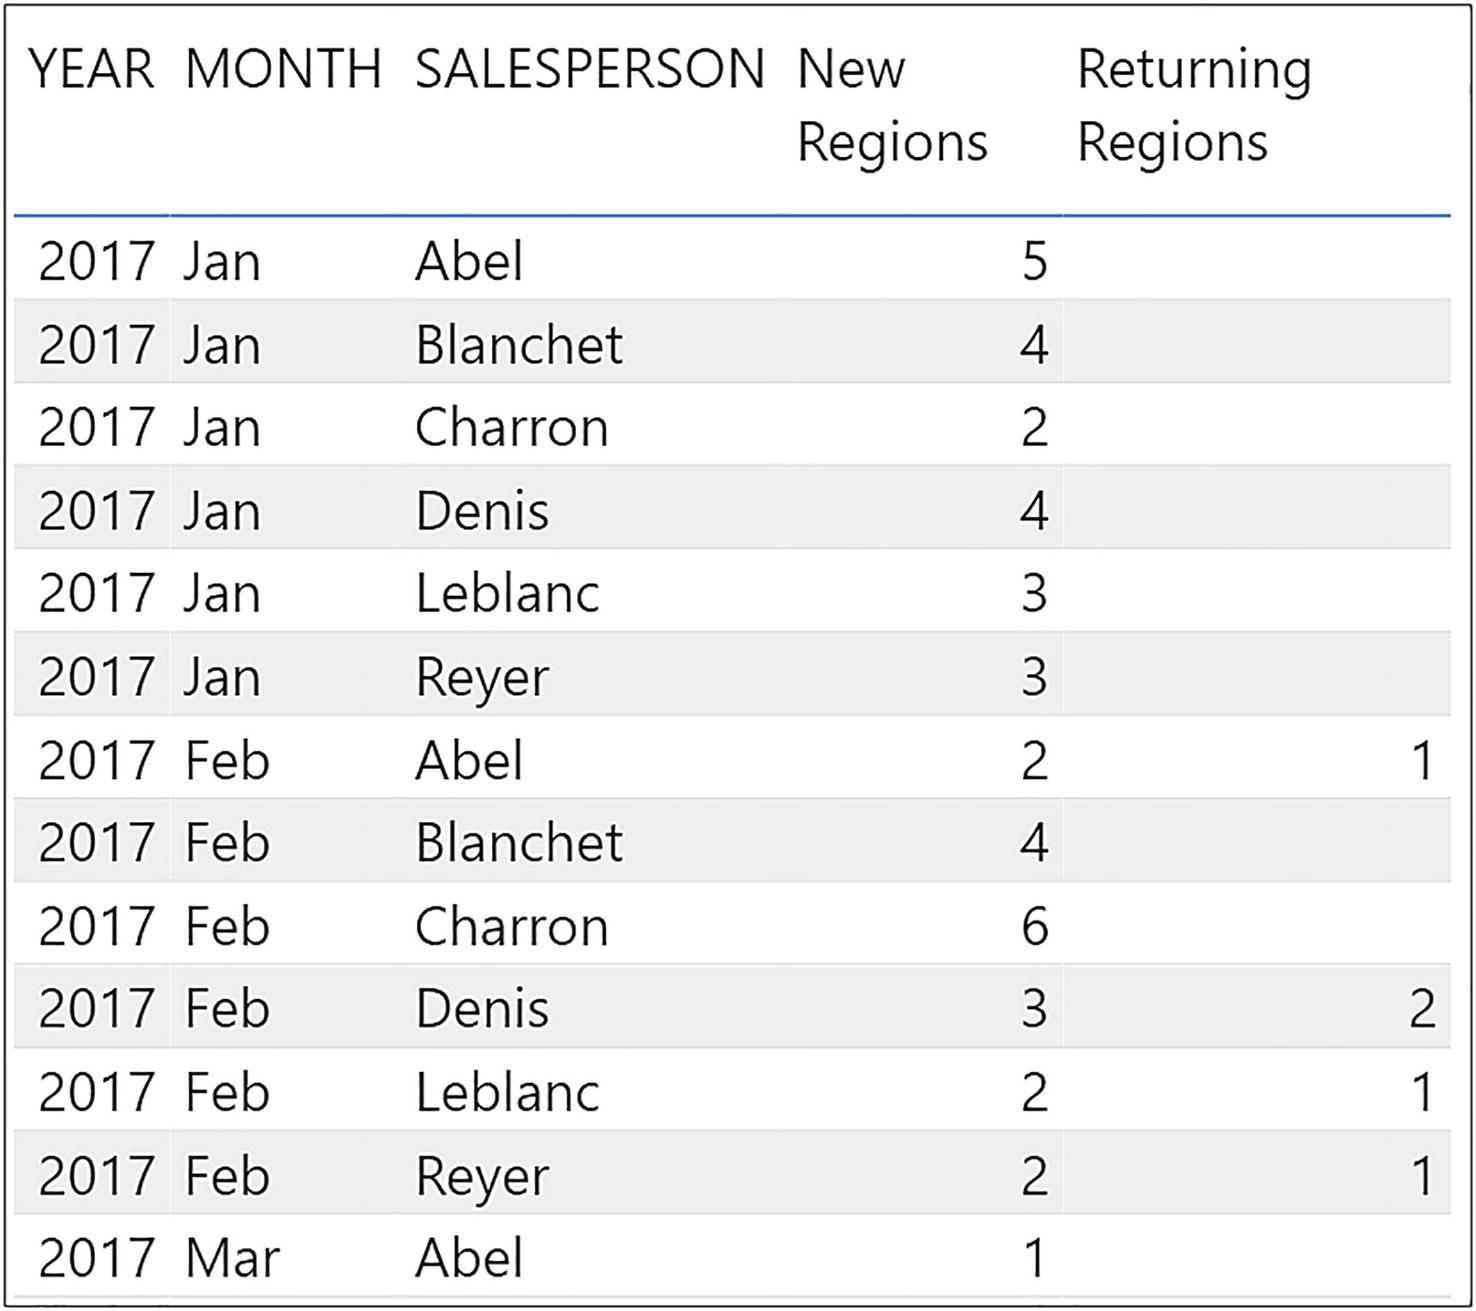 YEAR MONTH SALESPERSON New Regions Returning Regions
2017 Jan Abel 5
2017 Jan Blanchet 4
2017 Jan Charron 2
2017 Jan Denis 4
2017 Jan Leblanc 3
2017 Jan Reyer 3
2017 Feb Abel 2 1
2017 Feb Blanchet 4
2017 Feb Charron 6
2017 Feb Denis 3 2
2017 Feb Leblanc 2 1
2017 Feb Reyer 2 1
2017 Mar Abel 1